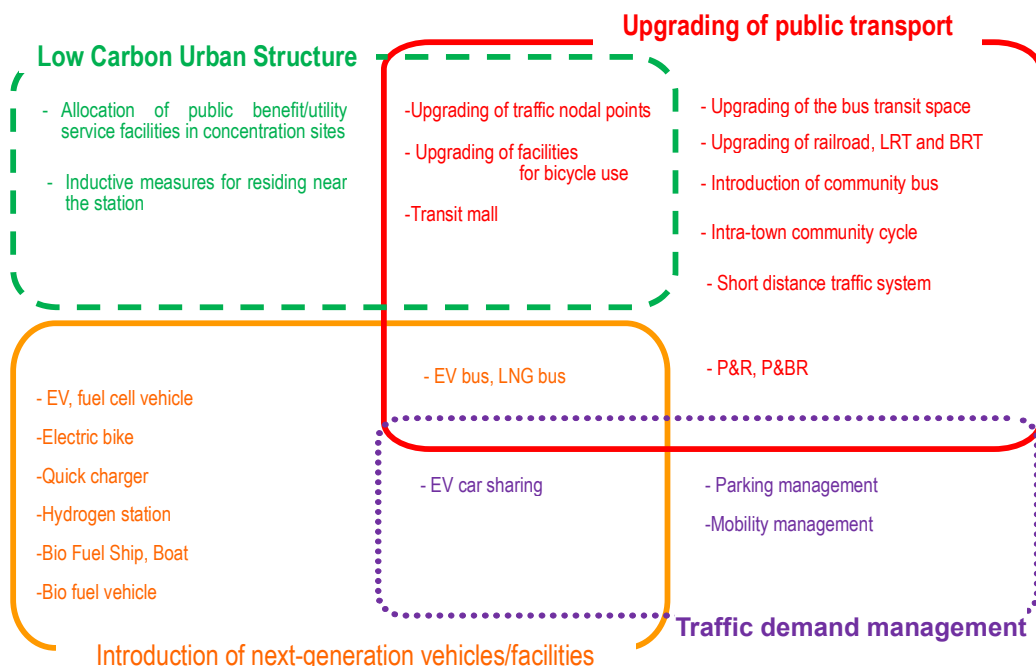 Upgrading of public transport
Low Carbon Urban Structure
- Allocation of public benefit/utility
service facilities in concentration sites
- Inductive measures for residing near
the station
-Upgrading of traffic nodal points
- Upgrading of facilities
for bicycle use
-Transit mall
- Upgrading of the bus transit space
- Upgrading of railroad, LRT and BRT
- Introduction of community bus
- Intra-town community cycle
- Short distance traffic system
- P&R, P&BR
- EV bus, LNG bus
- EV, fuel cell vehicle
-Electric bike
-Quick charger
-Hydrogen station
-Bio Fuel Ship, Boat
-Bio fuel vehicle
- EV car sharing
- Parking management
-Mobility management
Traffic demand management
Introduction of next-generation vehicles/facilities